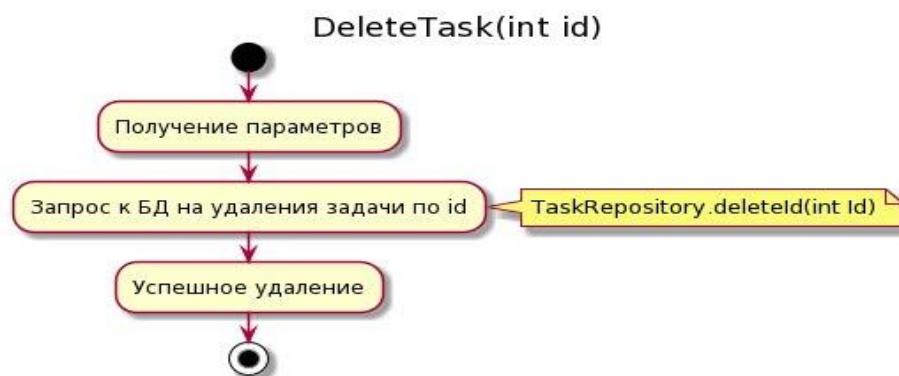 DeleteTask(int id)
Получение параметров
Запрос к БД на удаления задачи по id
TaskRepository.deleteId(int Id)
Успешное удаление